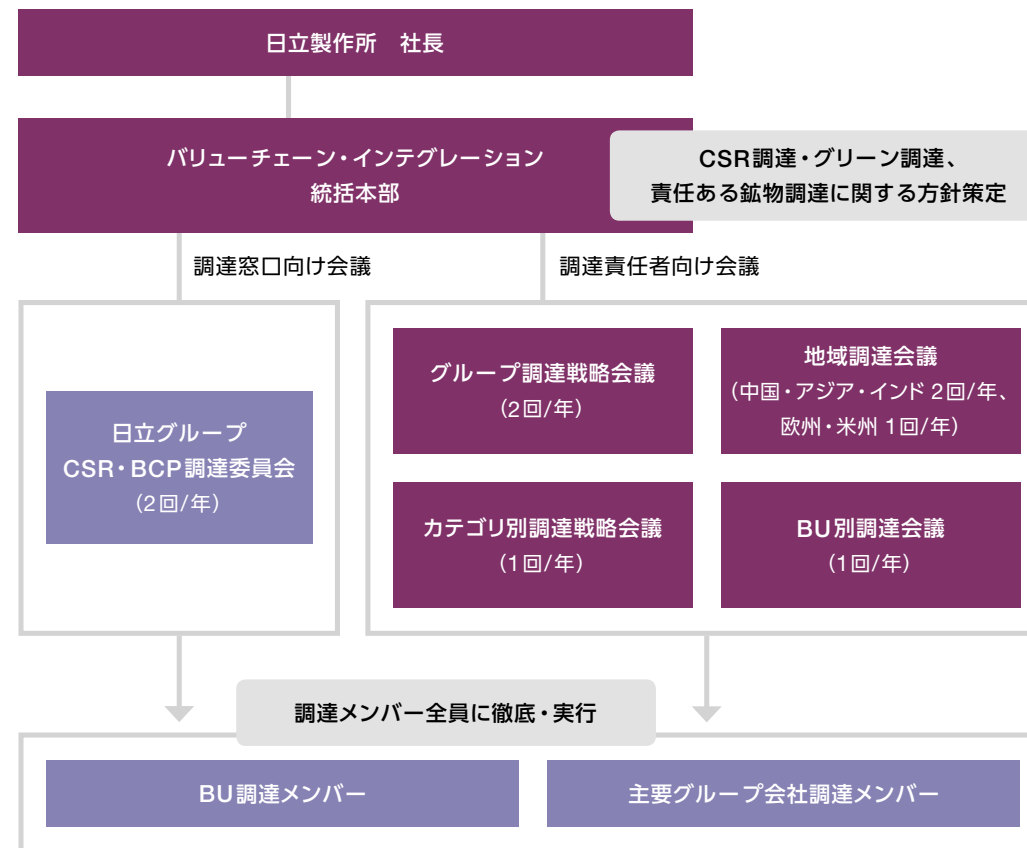 日立製作所　社長
バリューチェーン・インテグレーション
統括本部
CSR調達・グリーン調達、
責任ある鉱物調達に関する方針策定
調達窓口向け会議
調達責任者向け会議
日立グループ
CSR・BCP調達委員会
（2回/年）
グループ調達戦略会議
（2回/年）
地域調達会議
（中国・アジア・インド 2回/年、
欧州・米州 1回/年）
カテゴリ別調達戦略会議
（1回/年）
BU別調達会議
（1回/年）
調達メンバー全員に徹底・実行
BU調達メンバー
主要グループ会社調達メンバー